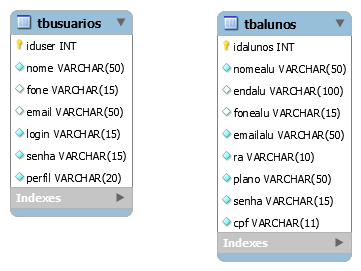 tbusuarios
iduser INT
nome VARCHAR(50)
fone VARCHAR(15)
email VARCHAR(50)
login VARCHAR(15)
senha VARCHAR(15)
perfil VARCHAR(20)
Indexes
tbalunos
idalunos INT
nomealu VARCHAR(50)
endalu VARCHAR(100)
fonealu VARCHAR(15)
emailalu VARCHAR(50)
ra VARCHAR(10)
plano VARCHAR(50)
senha VARCHAR(15)
cpf VARCHAR(11)
Indexes